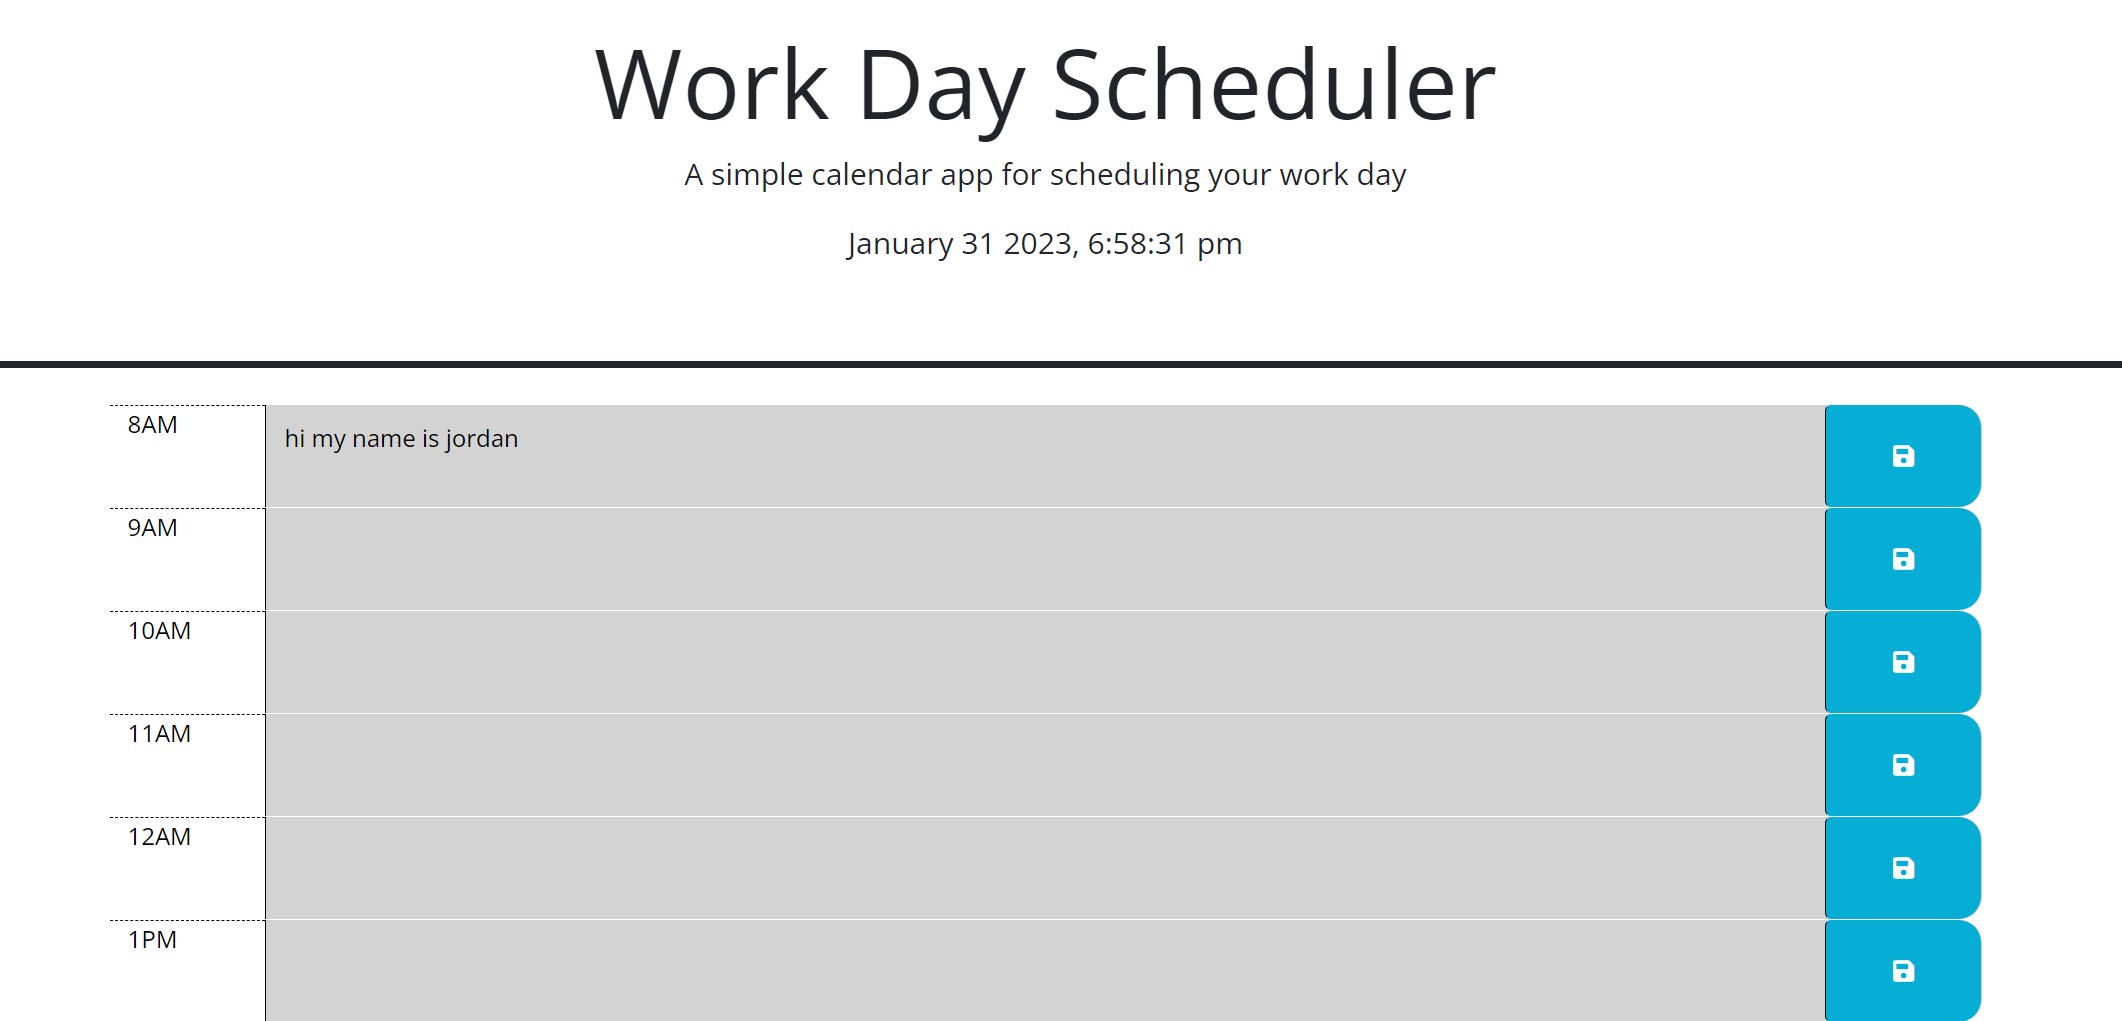 Work Day Scheduler
A simple calendar app for scheduling your work day
January 31 2023, 6:58:31 pm
8AM
hi my name is jordan
9AM
10AM
11AM
12AM
1PM